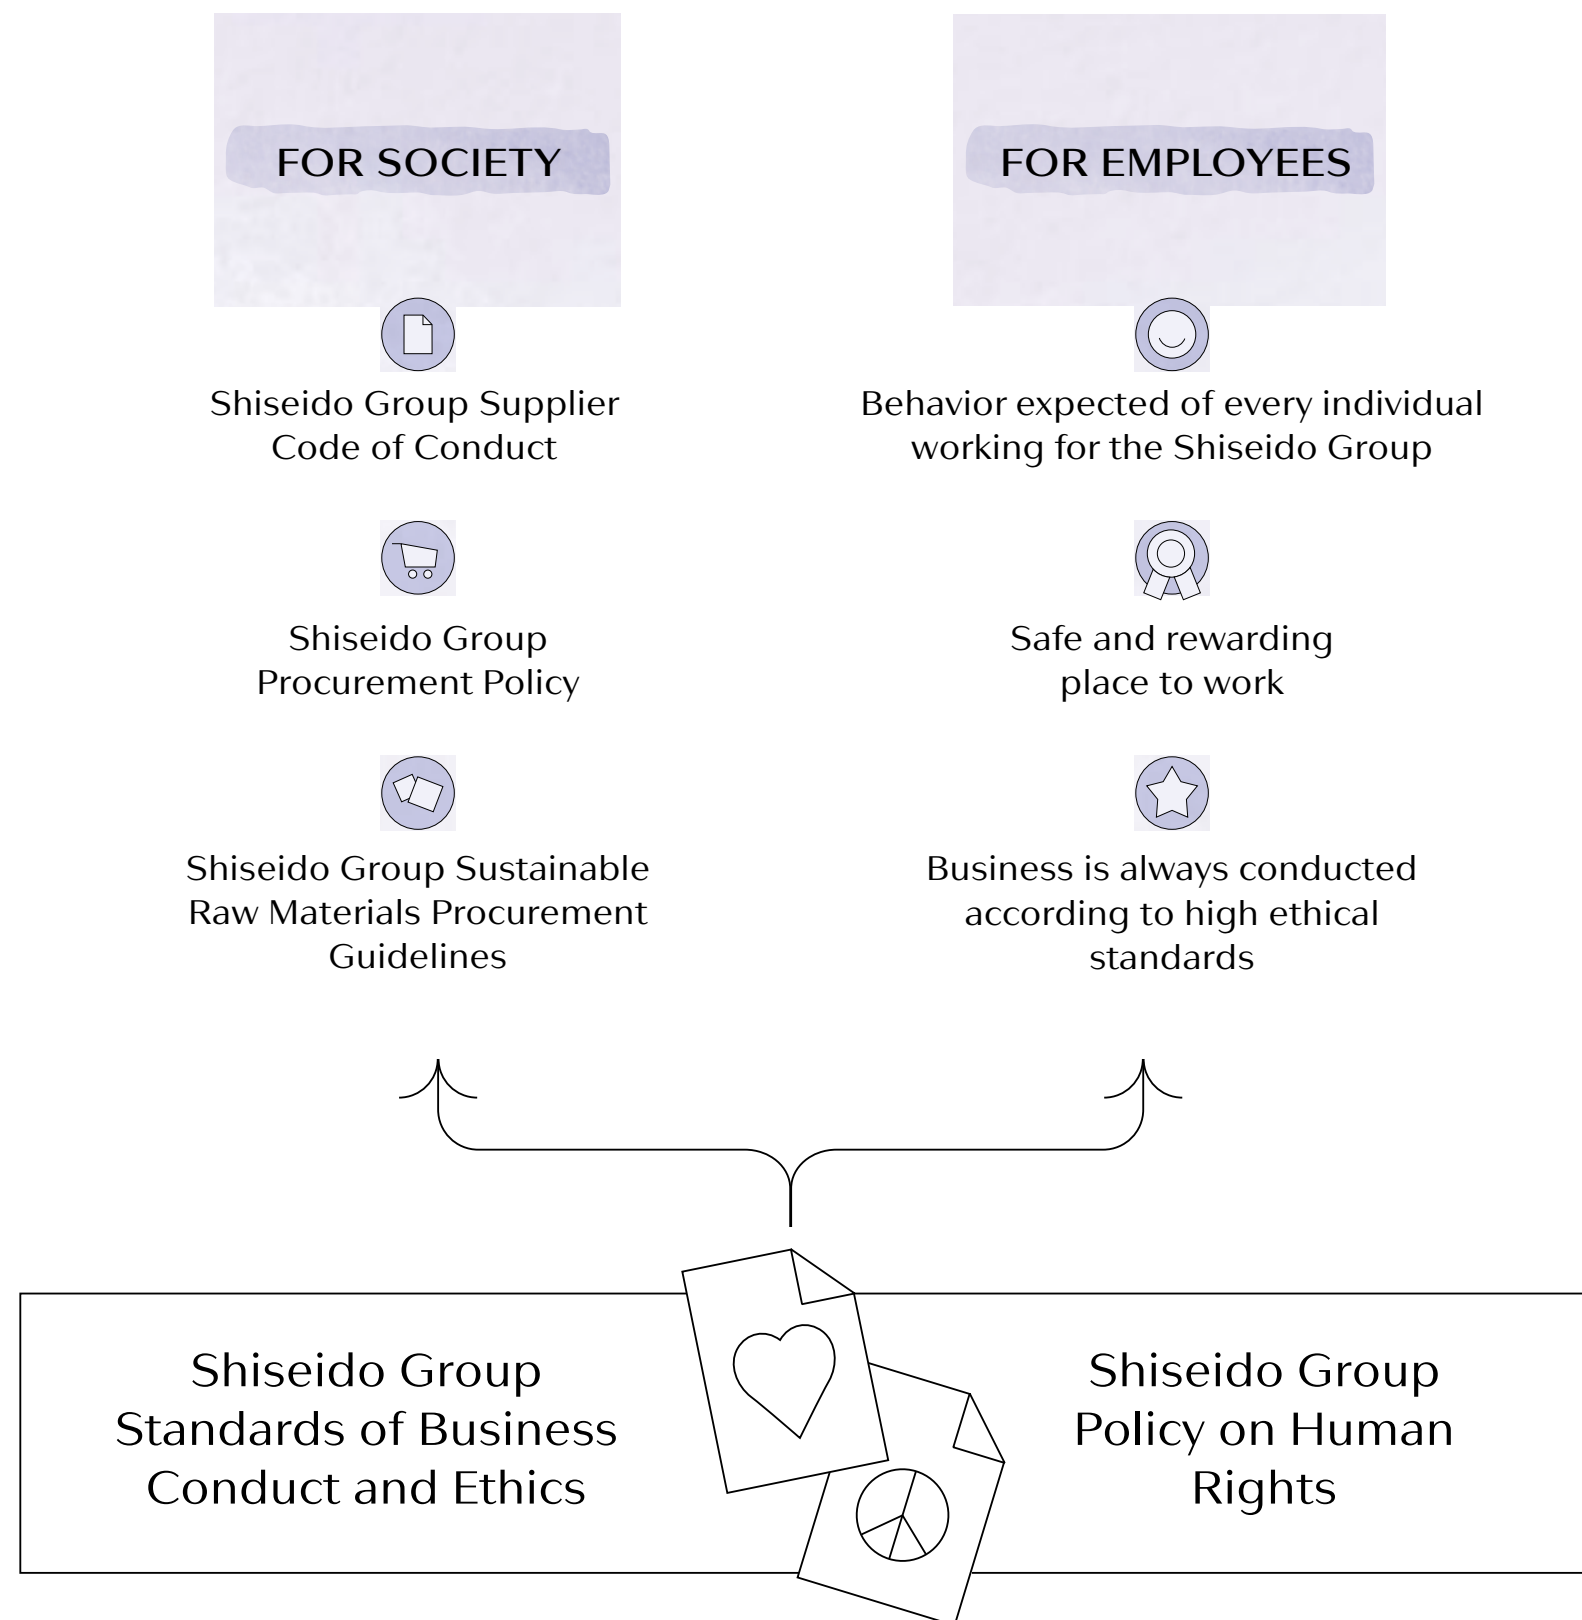 FOR SOCIETY
Shiseido Group Supplier
Code of Conduct
Shiseido Group
Procurement Policy
Shiseido Group Sustainable
Raw Materials Procurement
Guidelines
FOR EMPLOYEES
Behavior expected of every individual
working for the Shiseido Group
Safe and rewarding
place to work
Business is always conducted
according to high ethical
standards
Shiseido Group
Standards of Business
Conduct and Ethics
Shiseido Group
Policy on Human
Rights